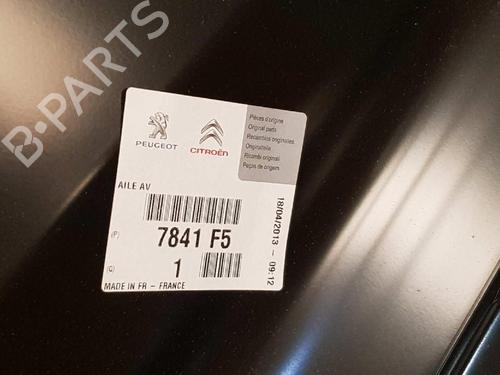 B-PARTS
PEUGEOT
CITROËN
Pièces d'origine
Original parts
Recambios originales
Originalteile
Ricambi originali
Peças de origem
AILE AV
(P) 7841 F5
(Q) 1
MADE IN FR - FRANCE
18/04/2013 - 09:12